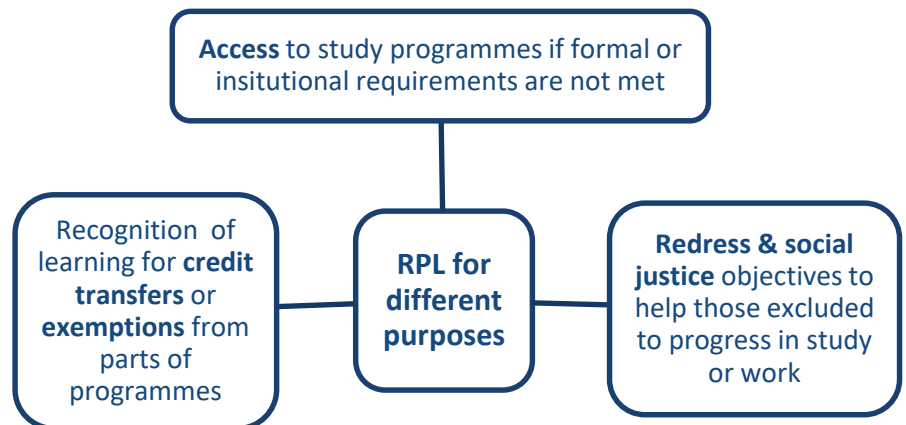 Access to study programmes if formal or
insitutional requirements are not met
Recognition of
learning for credit
transfers or
exemptions from
parts of
programmes
RPL for
different
purposes
Redress & social
justice objectives to
help those excluded
to progress in study
or work